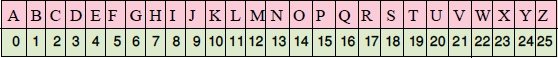 A B C D E F G H I J K L M N O P Q R S T U V W X Y Z
0 1 2 3 4 5 6 7 8 9 10 11 12 13 14 15 16 17 18 19 20 21 22 23 24 25